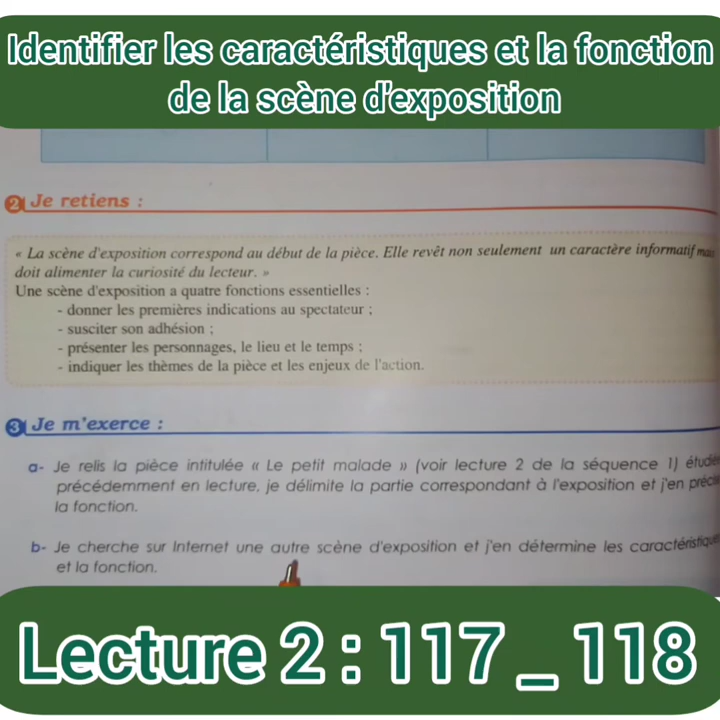 Identifier les caractéristiques et la fonction
de la scène d'exposition
2 Je retiens :
« La scène d'exposition correspond au début de la pièce. Elle revêt non seulement un caractère informatif
doit alimenter la curiosité du lecteur. »
Une scène d'exposition a quatre fonctions essentielles :
- donner les premières indications au spectateur ;
- susciter son adhésion ;
- présenter les personnages, le lieu et le temps ;
- indiquer les thèmes de la pièce et les enjeux de l'action.
3 Je m'exerce :
a- Je relis la pièce intitulée « Le petit malade » (voir lecture 2 de la séquence 1)
précédemment en lecture, je délimite la partie correspondant à l'exposition et j'en
la fonction.
b- Je cherche sur Internet une autre scène d'exposition et j'en détermine les
et la fonction.
Lecture 2 : 117 _ 118